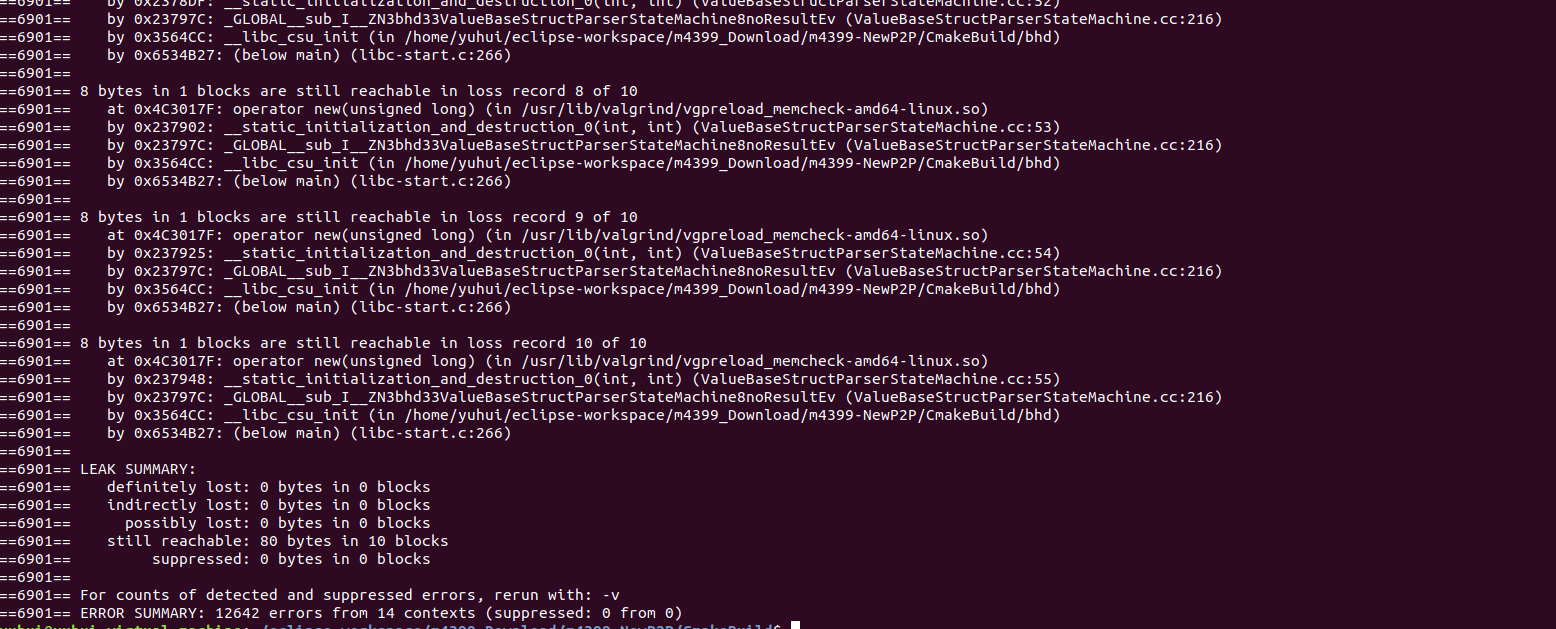 ==6901==    by 0x2378DF: __static_initialization_and_destruction_0(int, int) (ValueBaseStructParserStateMachine.cc:52)
==6901==    by 0x23797C: _GLOBAL__sub_I__ZN3bhd33ValueBaseStructParserStateMachine8noResultEv (ValueBaseStructParserStateMachine.cc:216)
==6901==    by 0x3564CC: __libc_csu_init (in /home/yuhui/eclipse-workspace/m4399_Download/m4399-NewP2P/CmakeBuild/bhd)
==6901==    by 0x6534B27: (below main) (libc-start.c:266)
==6901==
==6901== 8 bytes in 1 blocks are still reachable in loss record 8 of 10
==6901==    at 0x4C3017F: operator new(unsigned long) (in /usr/lib/valgrind/vgpreload_memcheck-amd64-linux.so)
==6901==    by 0x237902: __static_initialization_and_destruction_0(int, int) (ValueBaseStructParserStateMachine.cc:53)
==6901==    by 0x23797C: _GLOBAL__sub_I__ZN3bhd33ValueBaseStructParserStateMachine8noResultEv (ValueBaseStructParserStateMachine.cc:216)
==6901==    by 0x3564CC: __libc_csu_init (in /home/yuhui/eclipse-workspace/m4399_Download/m4399-NewP2P/CmakeBuild/bhd)
==6901==    by 0x6534B27: (below main) (libc-start.c:266)
==6901==
==6901== 8 bytes in 1 blocks are still reachable in loss record 9 of 10
==6901==    at 0x4C3017F: operator new(unsigned long) (in /usr/lib/valgrind/vgpreload_memcheck-amd64-linux.so)
==6901==    by 0x237925: __static_initialization_and_destruction_0(int, int) (ValueBaseStructParserStateMachine.cc:54)
==6901==    by 0x23797C: _GLOBAL__sub_I__ZN3bhd33ValueBaseStructParserStateMachine8noResultEv (ValueBaseStructParserStateMachine.cc:216)
==6901==    by 0x3564CC: __libc_csu_init (in /home/yuhui/eclipse-workspace/m4399_Download/m4399-NewP2P/CmakeBuild/bhd)
==6901==    by 0x6534B27: (below main) (libc-start.c:266)
==6901==
==6901== 8 bytes in 1 blocks are still reachable in loss record 10 of 10
==6901==    at 0x4C3017F: operator new(unsigned long) (in /usr/lib/valgrind/vgpreload_memcheck-amd64-linux.so)
==6901==    by 0x237948: __static_initialization_and_destruction_0(int, int) (ValueBaseStructParserStateMachine.cc:55)
==6901==    by 0x23797C: _GLOBAL__sub_I__ZN3bhd33ValueBaseStructParserStateMachine8noResultEv (ValueBaseStructParserStateMachine.cc:216)
==6901==    by 0x3564CC: __libc_csu_init (in /home/yuhui/eclipse-workspace/m4399_Download/m4399-NewP2P/CmakeBuild/bhd)
==6901==    by 0x6534B27: (below main) (libc-start.c:266)
==6901==
==6901== LEAK SUMMARY:
==6901==    definitely lost: 0 bytes in 0 blocks
==6901==    indirectly lost: 0 bytes in 0 blocks
==6901==      possibly lost: 0 bytes in 0 blocks
==6901==    still reachable: 80 bytes in 10 blocks
==6901==         suppressed: 0 bytes in 0 blocks
==6901==
==6901== For counts of detected and suppressed errors, rerun with: -v
==6901== ERROR SUMMARY: 12642 errors from 14 contexts (suppressed: 0 from 0)